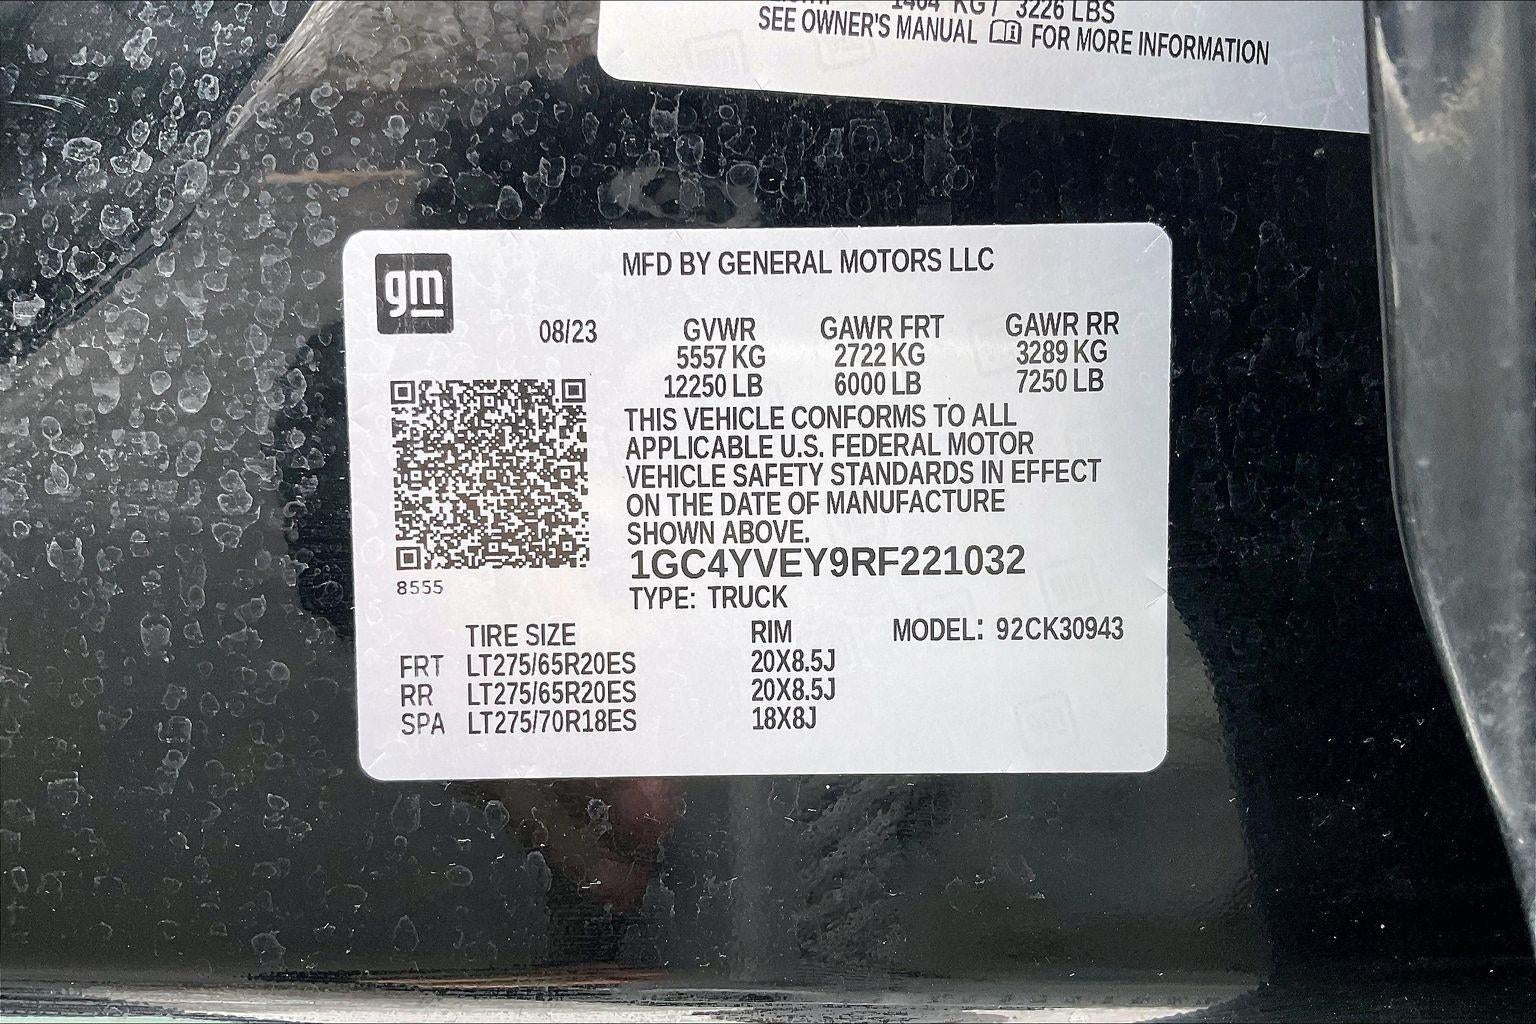 3226 LBS
SEE OWNER'S MANUAL FOR MORE INFORMATION
gm
MFD BY GENERAL MOTORS LLC
08/23 GVWR GAWR FRT GAWR RR
5557 KG 2722 KG 3289 KG
12250 LB 6000 LB 7250 LB
THIS VEHICLE CONFORMS TO ALL
APPLICABLE U.S. FEDERAL MOTOR
VEHICLE SAFETY STANDARDS IN EFFECT
ON THE DATE OF MANUFACTURE
SHOWN ABOVE.
1GC4YVEY9RF221032
8555
TYPE: TRUCK
TIRE SIZE RIM MODEL: 92CK30943
FRT LT275/65R20ES 20X8.5J
RR LT275/65R20ES 20X8.5J
SPA LT275/70R18ES 18X8J